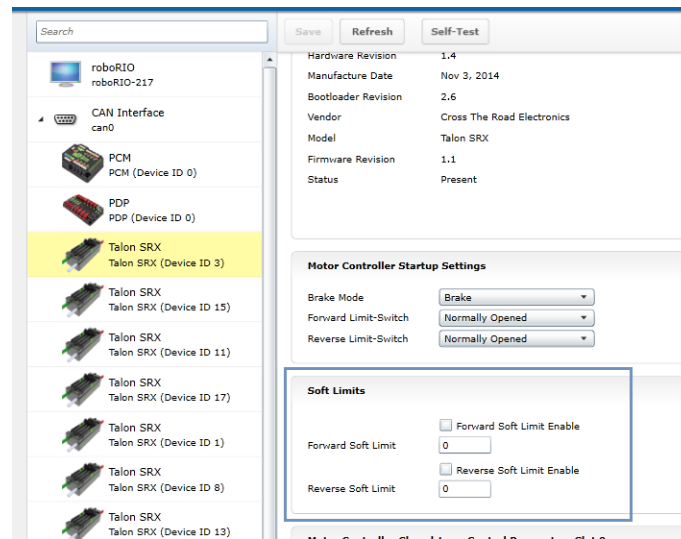 Search
Save Refresh Self-Test
roboRIO
roboRIO-217
CAN Interface
can0
PCM
PCM (Device ID 0)
PDP
PDP (Device ID 0)
Talon SRX
Talon SRX (Device ID 3)
Talon SRX
Talon SRX (Device ID 15)
Talon SRX
Talon SRX (Device ID 11)
Talon SRX
Talon SRX (Device ID 17)
Talon SRX
Talon SRX (Device ID 1)
Talon SRX
Talon SRX (Device ID 8)
Talon SRX
Talon SRX (Device ID 13)
Hardware Revision 1.4
Manufacture Date Nov 3, 2014
Bootloader Revision 2.6
Vendor Cross The Road Electronics
Model Talon SRX
Firmware Revision 1.1
Status Present
Motor Controller Startup Settings
Brake Mode Brake
Forward Limit-Switch Normally Opened
Reverse Limit-Switch Normally Opened
Soft Limits
Forward Soft Limit Enable
Forward Soft Limit 0
Reverse Soft Limit Enable
Reverse Soft Limit 0